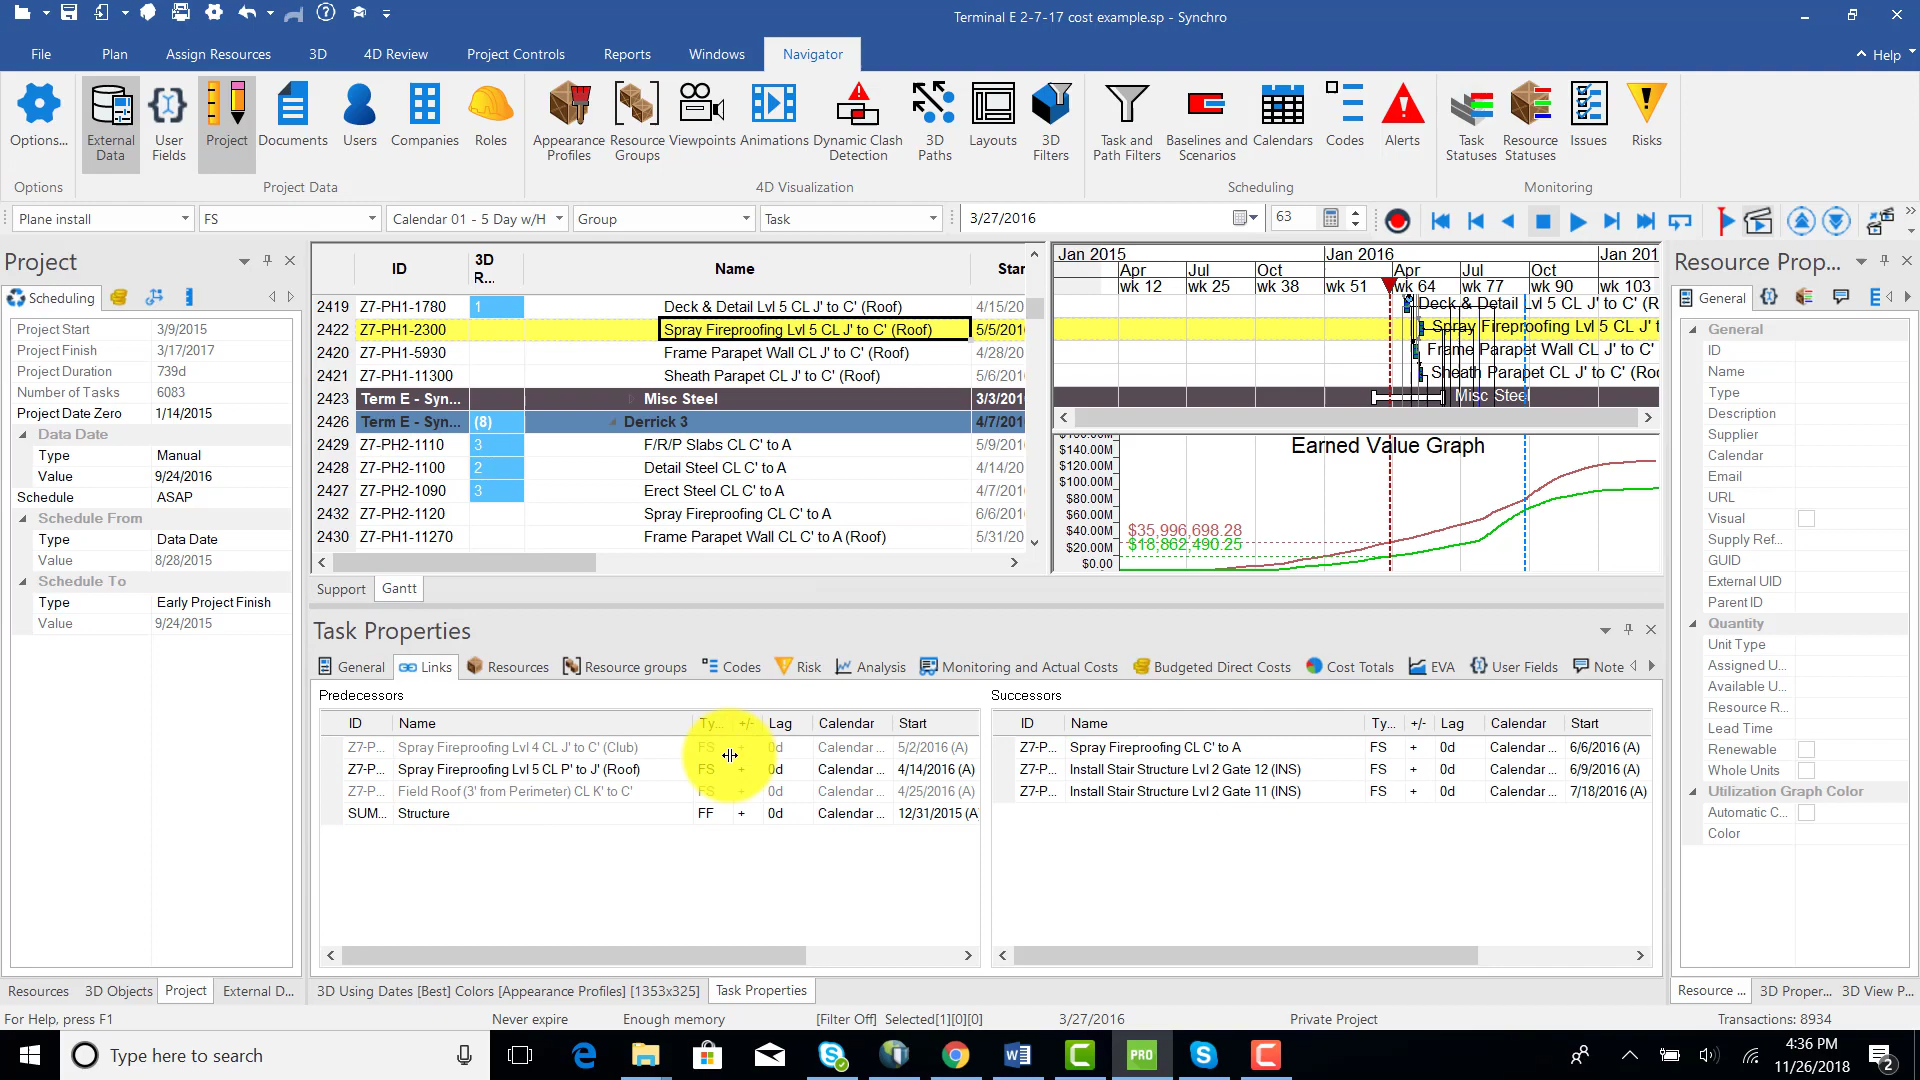 Terminal E 2-7-17 cost example.sp - Synchro
File Plan Assign Resources 3D 4D Review Project Controls Reports Windows Navigator Help
Options... External Data User Fields Project Documents Users Companies Roles Appearance Profiles Resource Groups Viewpoints Animations Dynamic Clash Detection 3D Paths Layouts 3D Filters Task and Path Filters Baselines and Scenarios Calendars Codes Alerts Task Statuses Resource Statuses Issues Risks
Options Project Data 4D Visualization Scheduling Monitoring
Plane install FS Calendar 01 - 5 Day w/H Group Task 3/27/2016 63
Project
Scheduling
Project Start 3/9/2015
Project Finish 3/17/2017
Project Duration 739d
Number of Tasks 6083
Project Date Zero 1/14/2015
Data Date
Type Manual
Value 9/24/2016
Schedule ASAP
Schedule From
Type Data Date
Value 8/28/2015
Schedule To
Type Early Project Finish
Value 9/24/2015
Resources 3D Objects Project External D...
ID 3D R... Name Star
2419 Z7-PH1-1780 1 Deck & Detail Lvl 5 CL J' to C' (Roof) 4/15/20
2422 Z7-PH1-2300 Spray Fireproofing Lvl 5 CL J' to C' (Roof) 5/5/201
2420 Z7-PH1-5930 Frame Parapet Wall CL J' to C' (Roof) 4/28/20
2421 Z7-PH1-11300 Sheath Parapet CL J' to C' (Roof) 5/6/201
2423 Term E - Syn... Misc Steel 3/3/201
2426 Term E - Syn... (8) Derrick 3 4/7/201
2429 Z7-PH2-1110 3 F/R/P Slabs CL C' to A 5/9/201
2428 Z7-PH2-1100 2 Detail Steel CL C' to A 4/14/20
2427 Z7-PH2-1090 3 Erect Steel CL C' to A 4/7/201
2432 Z7-PH2-1120 Spray Fireproofing CL C' to A 6/6/201
2430 Z7-PH1-11270 Frame Parapet Wall CL C' to A (Roof) 5/31/20
Support Gantt
Jan 2015 Jan 2016 Jan 201
Apr Jul Oct Apr Jul Oct
wk 12 wk 25 wk 38 wk 51 wk 64 wk 77 wk 90 wk 103
Deck & Detail Lvl 5 CL J' to C' (R
Spray Fireproofing Lvl 5 CL J' t
Frame Parapet Wall CL J' to C'
Sheath Parapet CL J' to C' (Roo
Misc Steel
Earned Value Graph
$140.00M
$120.00M
$100.00M
$80.00M
$60.00M
$40.00M
$20.00M
$0.00
$35,996,698.28
$18,862,490.25
Task Properties
General Links Resources Resource groups Codes Risk Analysis Monitoring and Actual Costs Budgeted Direct Costs Cost Totals EVA User Fields Note
Predecessors
ID Name Ty... +/- Lag Calendar Start
Z7-P... Spray Fireproofing Lvl 4 CL J' to C' (Club) FS + 0d Calendar ... 5/2/2016 (A)
Z7-P... Spray Fireproofing Lvl 5 CL P' to J' (Roof) FS + 0d Calendar ... 4/14/2016 (A)
Z7-P... Field Roof (3' from Perimeter) CL K' to C' FS + 0d Calendar ... 4/25/2016 (A)
SUM... Structure FF + 0d Calendar ... 12/31/2015 (A
Successors
ID Name Ty... +/- Lag Calendar Start
Z7-P... Spray Fireproofing CL C' to A FS + 0d Calendar ... 6/6/2016 (A)
Z7-P... Install Stair Structure Lvl 2 Gate 12 (INS) FS + 0d Calendar ... 6/9/2016 (A)
Z7-P... Install Stair Structure Lvl 2 Gate 11 (INS) FS + 0d Calendar ... 7/18/2016 (A)
3D Using Dates [Best] Colors [Appearance Profiles] [1353x325] Task Properties
Resource Prop...
General
General
ID
Name
Type
Description
Supplier
Calendar
Email
URL
Visual
Supply Ref...
GUID
External UID
Parent ID
Quantity
Unit Type
Assigned U...
Available U...
Resource R...
Lead Time
Renewable
Whole Units
Utilization Graph Color
Automatic C...
Color
Resource ... 3D Proper... 3D View P...
For Help, press F1 Never expire Enough memory [Filter Off] Selected[1][0][0] 3/27/2016 Private Project Transactions: 8934
Type here to search
PRO
4:36 PM
11/26/2018
2